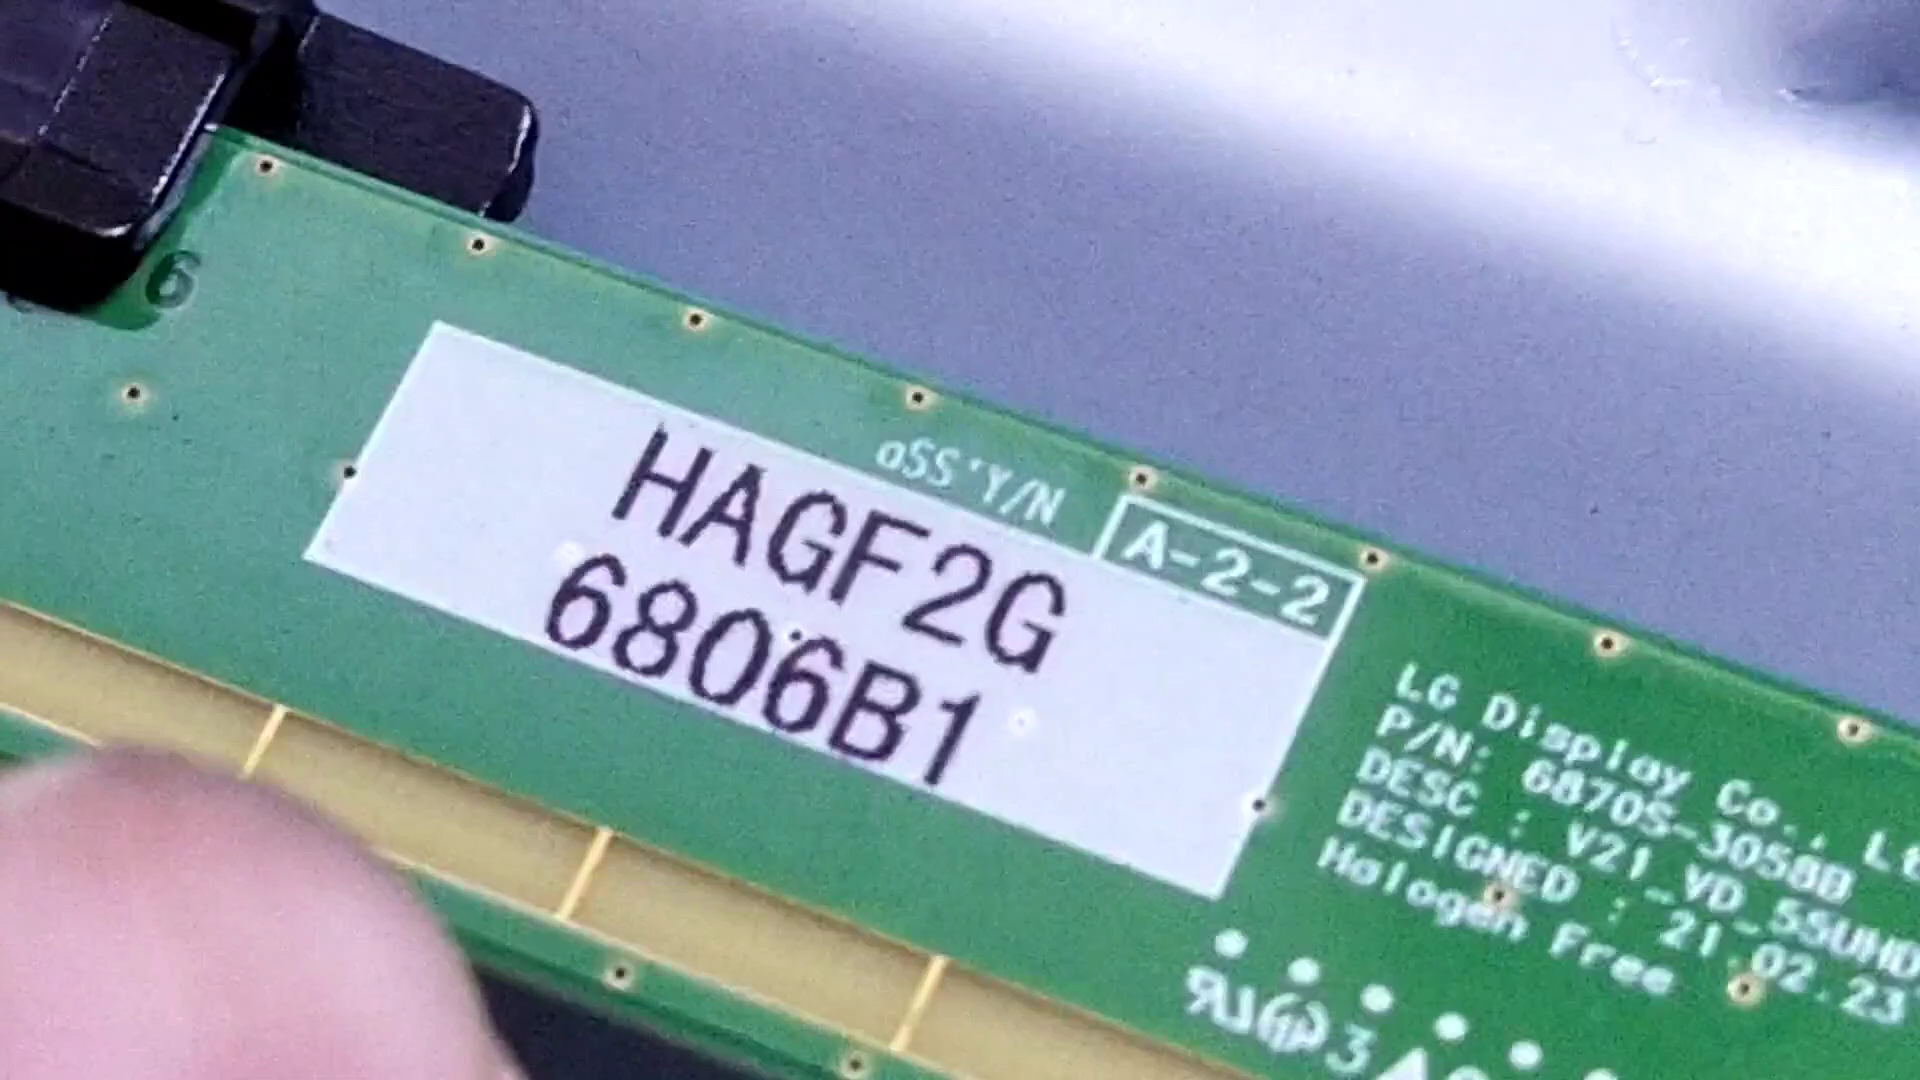 6
aSS'Y/N
A-2-2
HAGF2G
6806B1
LG Display Co., Lt
P/N: 6870S-3058B
DESC : V21_VD_55UHD
DESIGNED : 21.02.23
Halogen Free